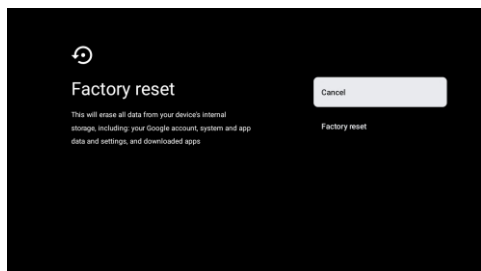 Factory reset
This will erase all data from your device's internal
storage, including: your Google account, system and app
data and settings, and downloaded apps
Cancel
Factory reset